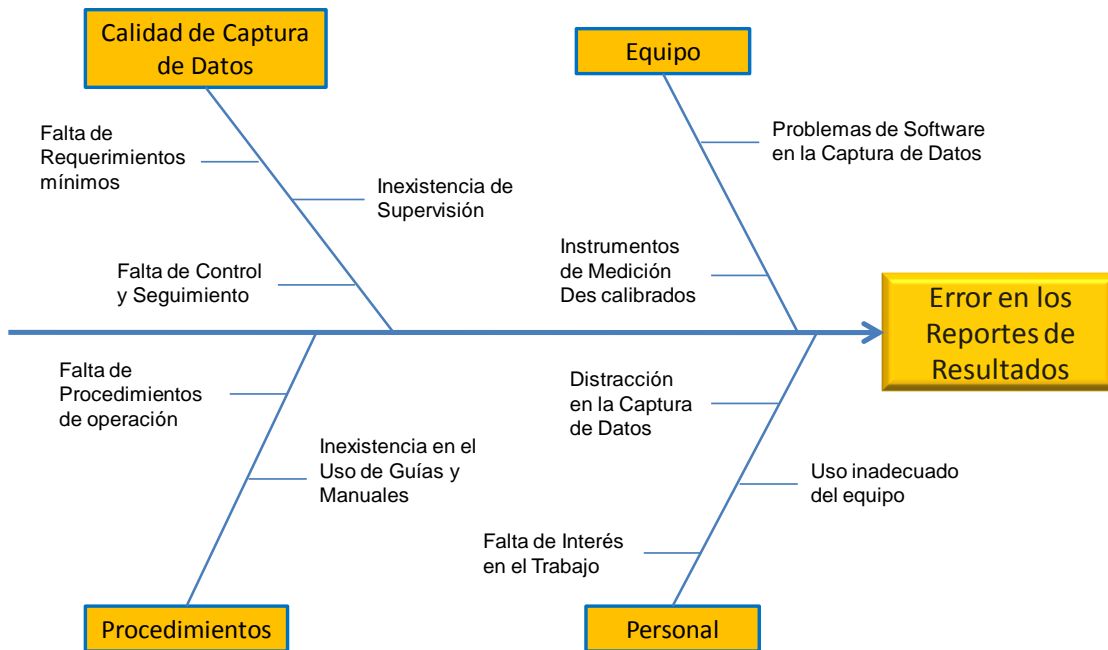 Calidad de Captura
de Datos
Equipo
Falta de
Requerimientos
mínimos
Problemas de Software
en la Captura de Datos
Inexistencia de
Supervisión
Falta de Control
y Seguimiento
Instrumentos
de Medición
Des calibrados
Error en los
Reportes de
Resultados
Falta de
Procedimientos
de operación
Distracción
en la Captura
de Datos
Inexistencia en el
Uso de Guías y
Manuales
Uso inadecuado
del equipo
Falta de Interés
en el Trabajo
Procedimientos
Personal